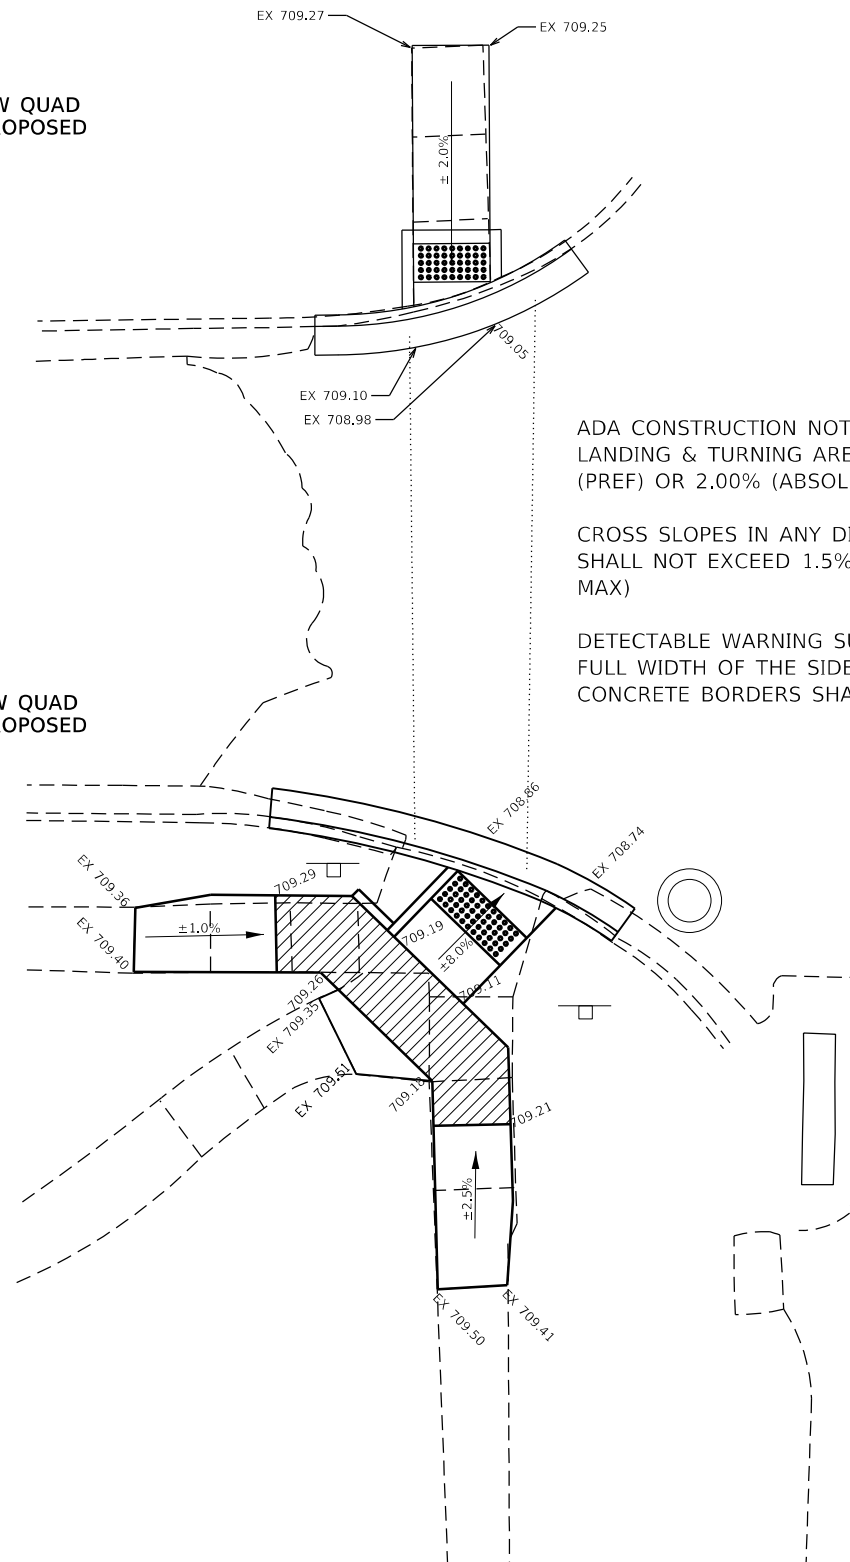 EX 709.27
EX 709.25
W QUAD
ROPOSED
± 2.0%
709.05
EX 709.10
EX 708.98
ADA CONSTRUCTION NOT
LANDING & TURNING ARE
(PREF) OR 2.00% (ABSOL
CROSS SLOPES IN ANY DI
SHALL NOT EXCEED 1.5%
MAX)
DETECTABLE WARNING SU
FULL WIDTH OF THE SIDE
CONCRETE BORDERS SHA
W QUAD
ROPOSED
EX 708.86
EX 708.74
EX 709.36
709.29
EX 709.40
±1.0%
709.19
±8.0%
709.26
709.11
EX 709.35
EX 709.51
709.18
709.21
±2.5%
EX 709.50
EX 709.41